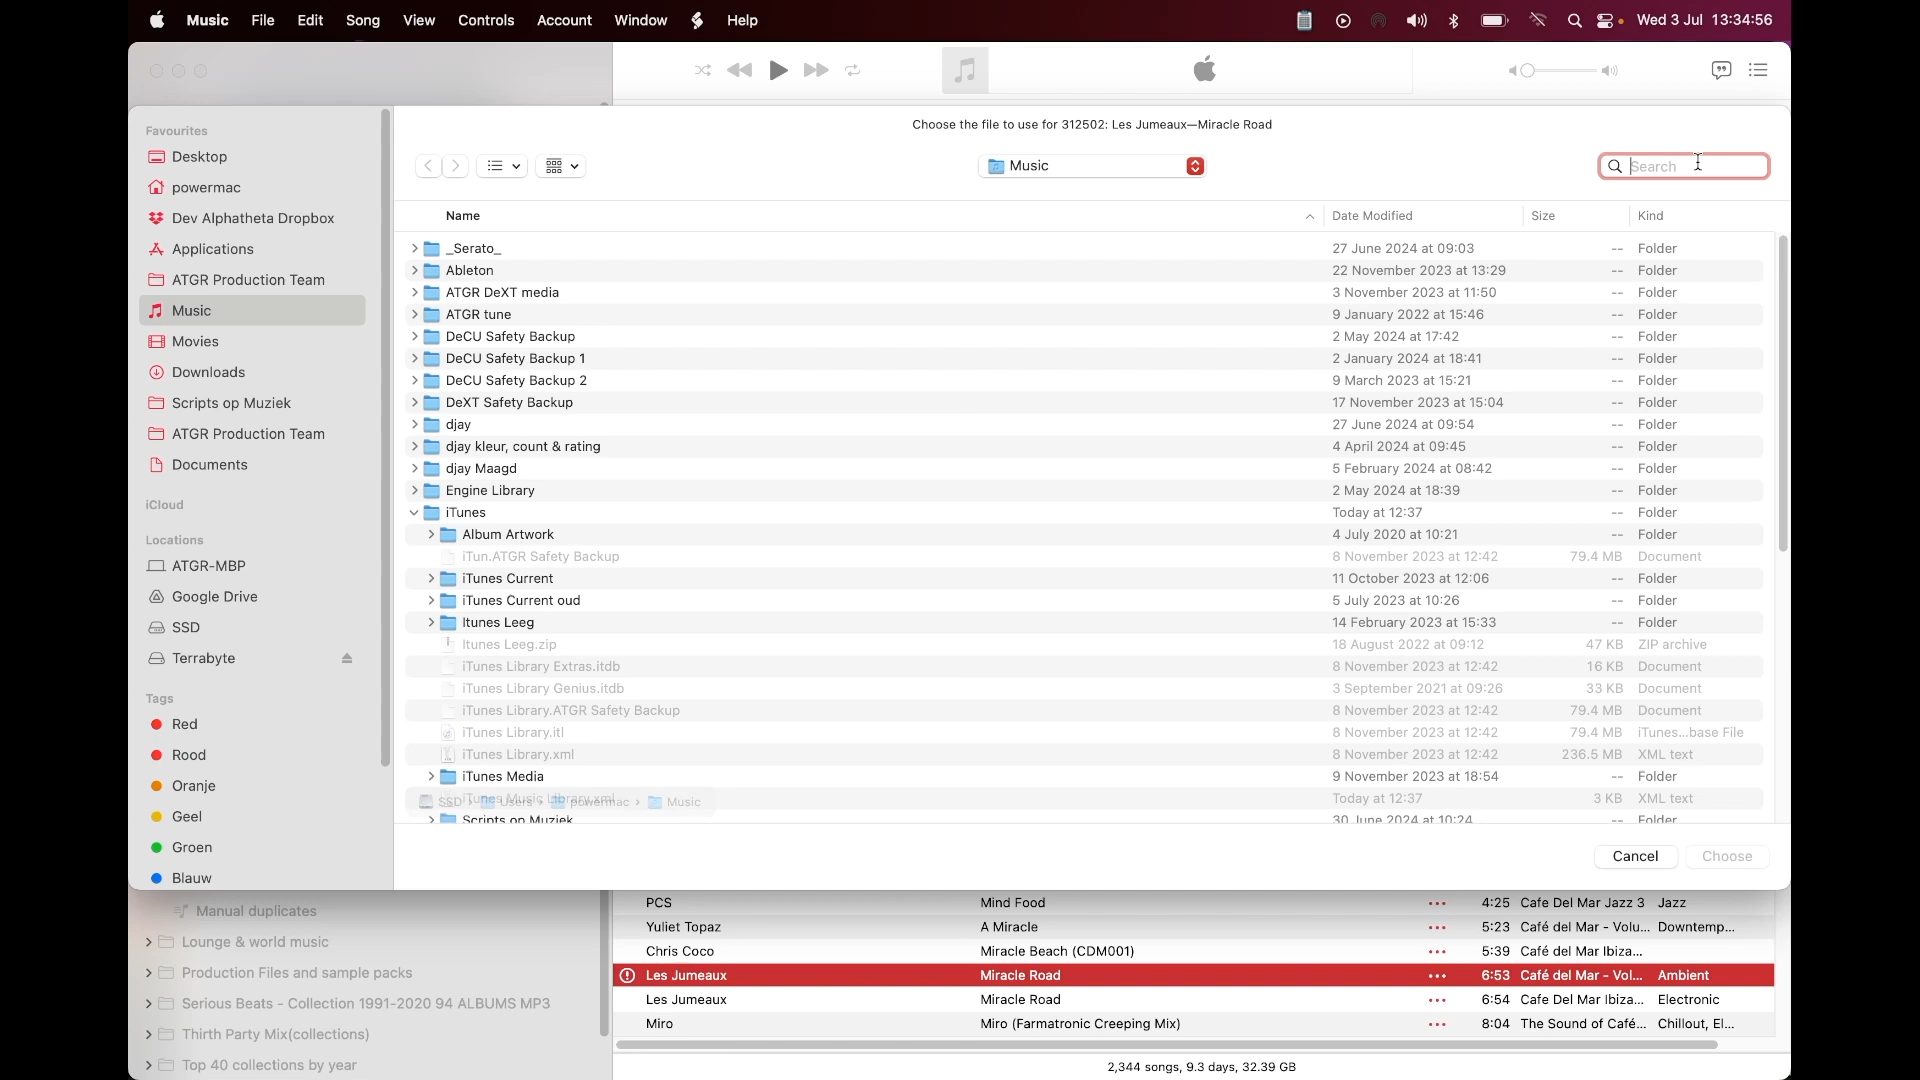 Music File Edit Song View Controls Account Window Help Wed 3 Jul 13:34:56
Choose the file to use for 312502: Les Jumeaux—Miracle Road
Music
Search
Favourites
Desktop
powermac
Dev Alphatheta Dropbox
Applications
ATGR Production Team
Music
Movies
Downloads
Scripts op Muziek
ATGR Production Team
Documents
iCloud
Locations
ATGR-MBP
Google Drive
SSD
Terrabyte
Tags
Red
Rood
Oranje
Geel
Groen
Blauw
Name Date Modified Size Kind
_Serato_ 27 June 2024 at 09:03 -- Folder
Ableton 22 November 2023 at 13:29 -- Folder
ATGR DeXT media 3 November 2023 at 11:50 -- Folder
ATGR tune 9 January 2022 at 15:46 -- Folder
DeCU Safety Backup 2 May 2024 at 17:42 -- Folder
DeCU Safety Backup 1 2 January 2024 at 18:41 -- Folder
DeCU Safety Backup 2 9 March 2023 at 15:21 -- Folder
DeXT Safety Backup 17 November 2023 at 15:04 -- Folder
djay 27 June 2024 at 09:54 -- Folder
djay kleur, count & rating 4 April 2024 at 09:45 -- Folder
djay Maagd 5 February 2024 at 08:42 -- Folder
Engine Library 2 May 2024 at 18:39 -- Folder
iTunes Today at 12:37 -- Folder
Album Artwork 4 July 2020 at 10:21 -- Folder
iTun.ATGR Safety Backup 8 November 2023 at 12:42 79.4 MB Document
iTunes Current 11 October 2023 at 12:06 -- Folder
iTunes Current oud 5 July 2023 at 10:26 -- Folder
Itunes Leeg 14 February 2023 at 15:33 -- Folder
Itunes Leeg.zip 18 August 2022 at 09:12 47 KB ZIP archive
iTunes Library Extras.itdb 8 November 2023 at 12:42 16 KB Document
iTunes Library Genius.itdb 3 September 2021 at 09:26 33 KB Document
iTunes Library.ATGR Safety Backup 8 November 2023 at 12:42 79.4 MB Document
iTunes Library.itl 8 November 2023 at 12:42 79.4 MB iTunes...base File
iTunes Library.xml 8 November 2023 at 12:42 236.5 MB XML text
iTunes Media 9 November 2023 at 18:54 -- Folder
iTunes Music Library.xml Today at 12:37 3 KB XML text
SSD › Users › powermac › Music
Scripts op Muziek 30 June 2024 at 10:24 -- Folder
Cancel Choose
Manual duplicates
Lounge & world music
Production Files and sample packs
Serious Beats - Collection 1991-2020 94 ALBUMS MP3
Thirth Party Mix(collections)
Top 40 collections by year
PCS Mind Food ... 4:25 Cafe Del Mar Jazz 3 Jazz
Yuliet Topaz A Miracle ... 5:23 Café del Mar - Volu... Downtemp...
Chris Coco Miracle Beach (CDM001) ... 5:39 Café del Mar Ibiza...
Les Jumeaux Miracle Road ... 6:53 Café del Mar - Vol... Ambient
Les Jumeaux Miracle Road ... 6:54 Cafe Del Mar Ibiza... Electronic
Miro Miro (Farmatronic Creeping Mix) ... 8:04 The Sound of Café... Chillout, El...
2,344 songs, 9.3 days, 32.39 GB